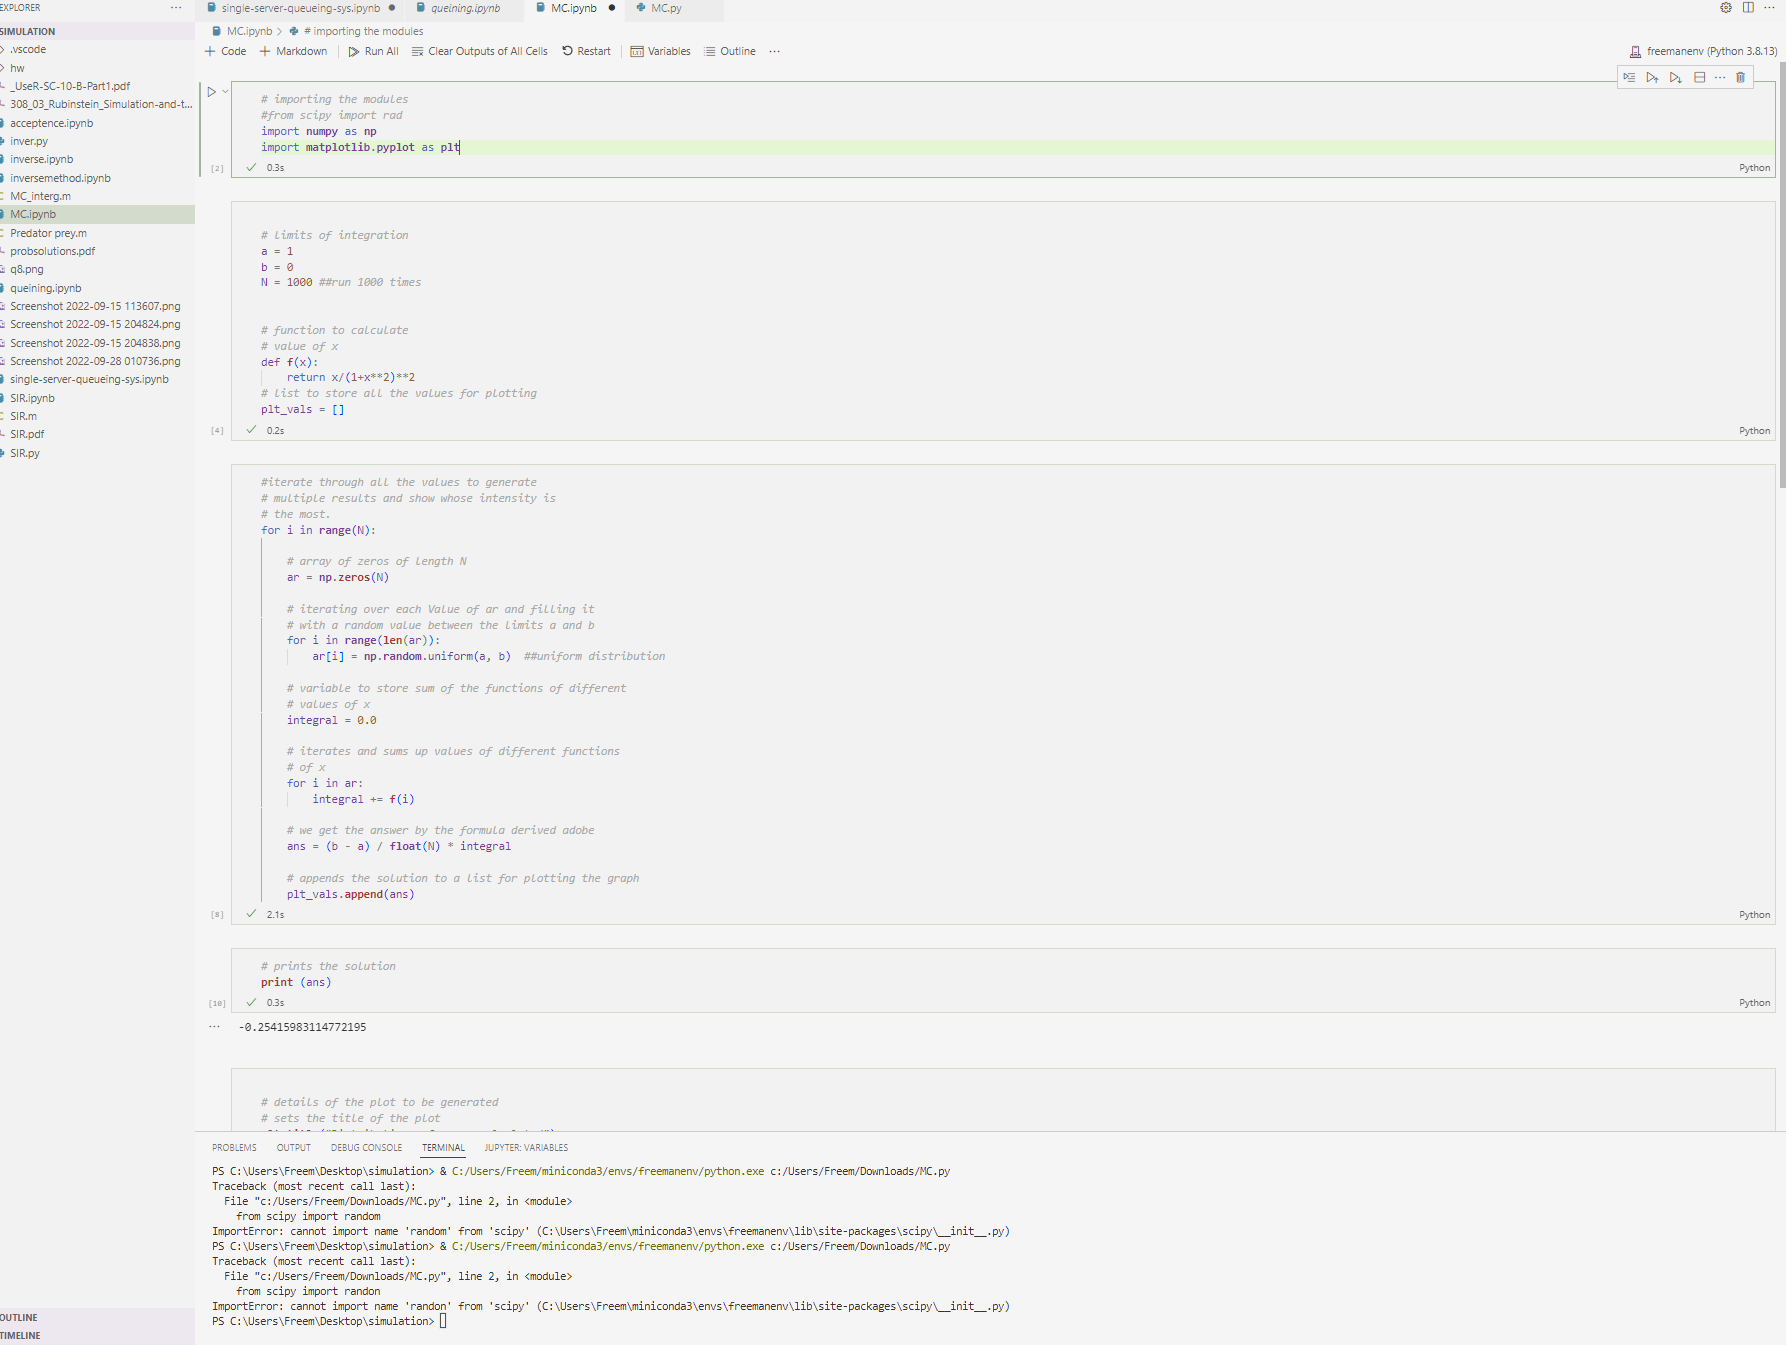 EXPLORER ···
SIMULATION
.vscode
hw
_UseR-SC-10-B-Part1.pdf
308_03_Rubinstein_Simulation-and-t...
acceptence.ipynb
inver.py
inverse.ipynb
inversemethod.ipynb
MC_interg.m
MC.ipynb
Predator prey.m
probsolutions.pdf
q8.png
queining.ipynb
Screenshot 2022-09-15 113607.png
Screenshot 2022-09-15 204824.png
Screenshot 2022-09-15 204838.png
Screenshot 2022-09-28 010736.png
single-server-queueing-sys.ipynb
SIR.ipynb
SIR.m
SIR.pdf
SIR.py
OUTLINE
TIMELINE
single-server-queueing-sys.ipynb ● queining.ipynb MC.ipynb ● MC.py
MC.ipynb > # importing the modules
+ Code + Markdown Run All Clear Outputs of All Cells Restart Variables Outline ··· freemanenv (Python 3.8.13)
# importing the modules
#from scipy import rad
import numpy as np
import matplotlib.pyplot as plt
[2] ✓ 0.3s Python
# limits of integration
a = 1
b = 0
N = 1000 ##run 1000 times
# function to calculate
# value of x
def f(x):
    return x/(1+x**2)**2
# list to store all the values for plotting
plt_vals = []
[4] ✓ 0.2s Python
#iterate through all the values to generate
# multiple results and show whose intensity is
# the most.
for i in range(N):
    # array of zeros of length N
    ar = np.zeros(N)
    # iterating over each Value of ar and filling it
    # with a random value between the limits a and b
    for i in range(len(ar)):
        ar[i] = np.random.uniform(a, b)  ##uniform distribution
    # variable to store sum of the functions of different
    # values of x
    integral = 0.0
    # iterates and sums up values of different functions
    # of x
    for i in ar:
        integral += f(i)
    # we get the answer by the formula derived adobe
    ans = (b - a) / float(N) * integral
    # appends the solution to a list for plotting the graph
    plt_vals.append(ans)
[8] ✓ 2.1s Python
# prints the solution
print (ans)
[10] ✓ 0.3s Python
··· -0.25415983114772195
# details of the plot to be generated
# sets the title of the plot
PROBLEMS OUTPUT DEBUG CONSOLE TERMINAL JUPYTER: VARIABLES
PS C:\Users\Freem\Desktop\simulation> & C:/Users/Freem/miniconda3/envs/freemanenv/python.exe c:/Users/Freem/Downloads/MC.py
Traceback (most recent call last):
  File "c:/Users/Freem/Downloads/MC.py", line 2, in <module>
    from scipy import random
ImportError: cannot import name 'random' from 'scipy' (C:\Users\Freem\miniconda3\envs\freemanenv\lib\site-packages\scipy\__init__.py)
PS C:\Users\Freem\Desktop\simulation> & C:/Users/Freem/miniconda3/envs/freemanenv/python.exe c:/Users/Freem/Downloads/MC.py
Traceback (most recent call last):
  File "c:/Users/Freem/Downloads/MC.py", line 2, in <module>
    from scipy import randon
ImportError: cannot import name 'randon' from 'scipy' (C:\Users\Freem\miniconda3\envs\freemanenv\lib\site-packages\scipy\__init__.py)
PS C:\Users\Freem\Desktop\simulation>